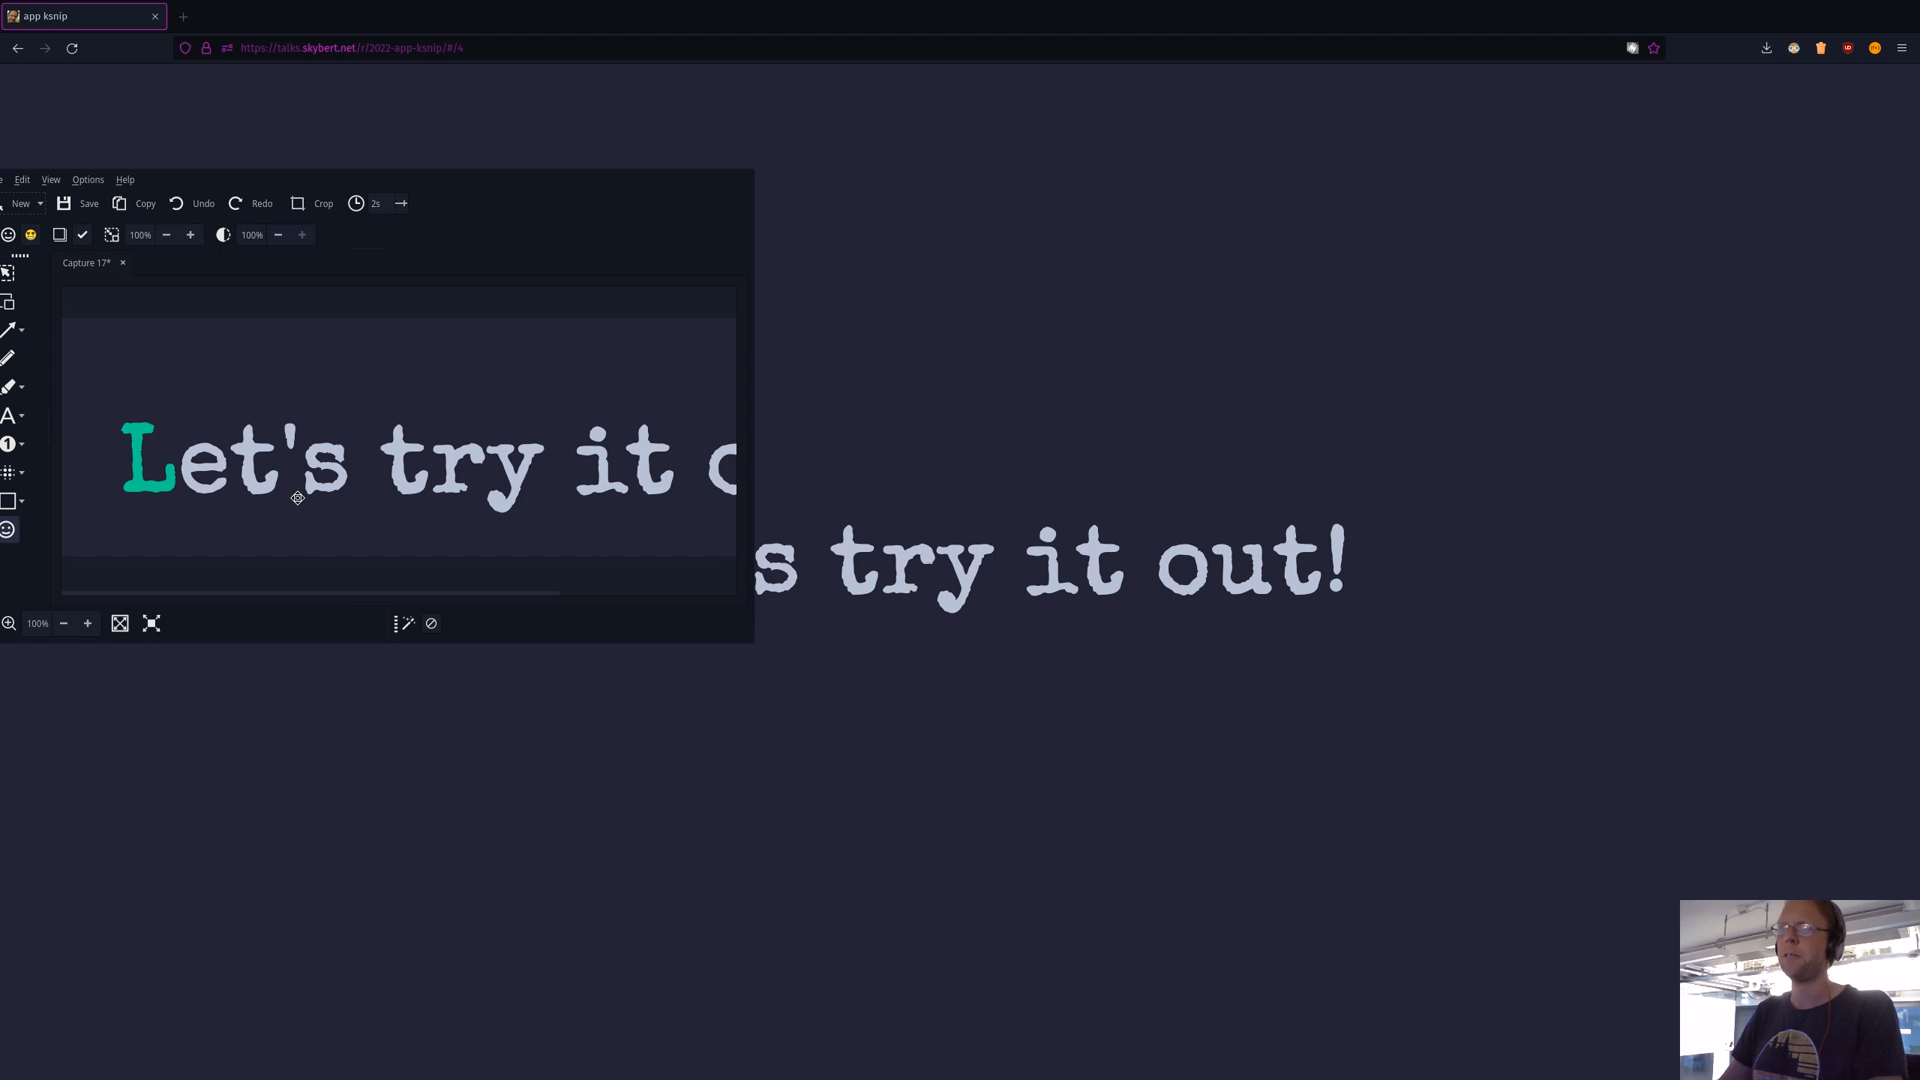 app ksnip
https://talks.skybert.net/r/2022-app-ksnip/#/4
Edit View Options Help
New Save Copy Undo Redo Crop 2s
100% 100%
Capture 17*
Let's try it
s try it out!
100%